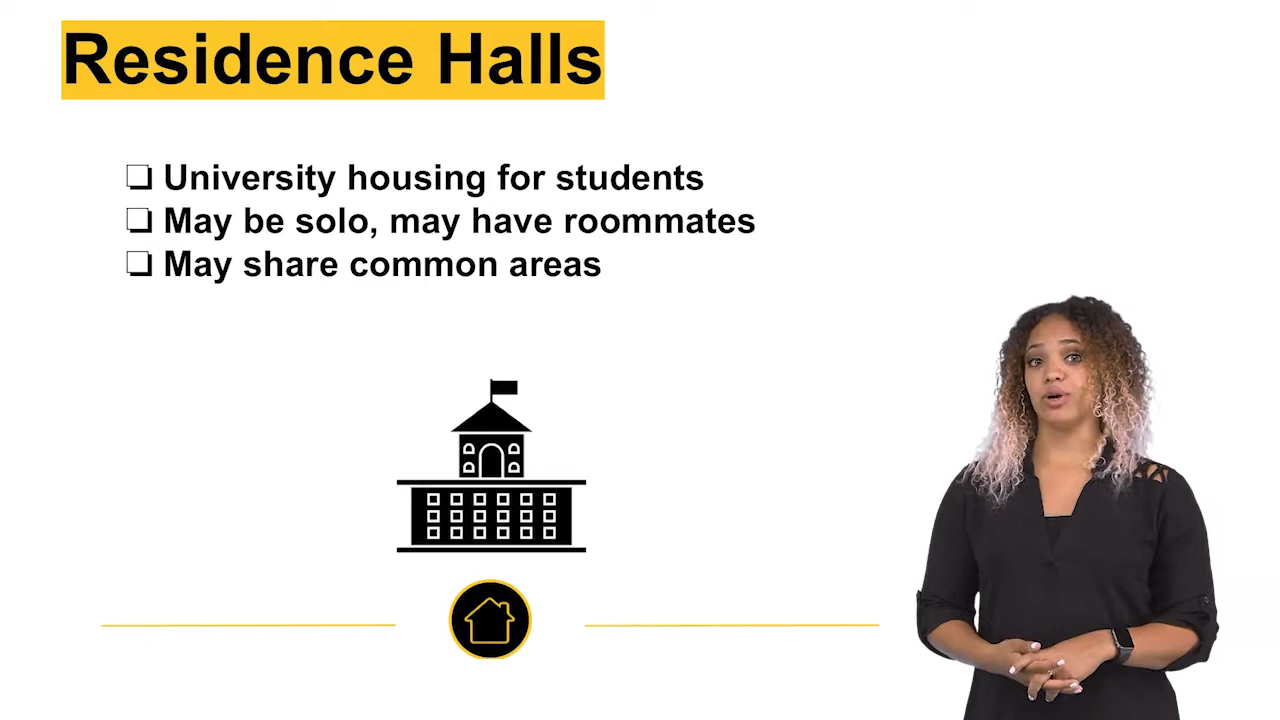 Residence Halls
❏ University housing for students
❏ May be solo, may have roommates
❏ May share common areas